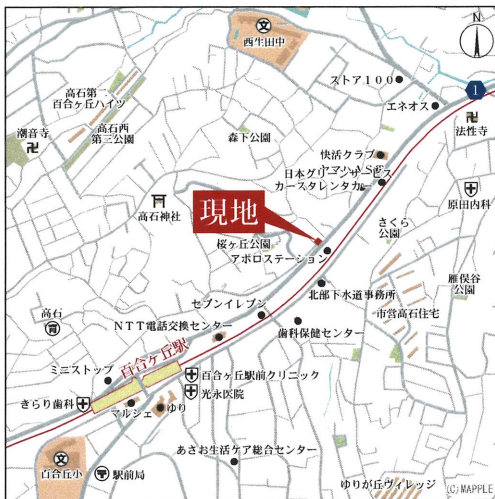 N
西生田中
ストア100
1
エネオス
高石第二
百合ヶ丘ハイツ
高石西
第三公園
潮音寺
森下公園
法性寺
快活クラブ
日本グリーンサービス
カースタレンタカー
高石神社
原田内科
現地
さくら
公園
桜ヶ丘公園
アポロステーション
雁俣谷
公園
北部下水道事務所
市営高石住宅
高石
セブンイレブン
NTT電話交換センター
歯科保健センター
百合ヶ丘駅
ミニストップ
百合ヶ丘駅前クリニック
きらり歯科
光永医院
マルシェ
ゆり
あさお生活ケア総合センター
百合丘小
駅前局
ゆりが丘ヴィレッジ
(C) MAPPLE